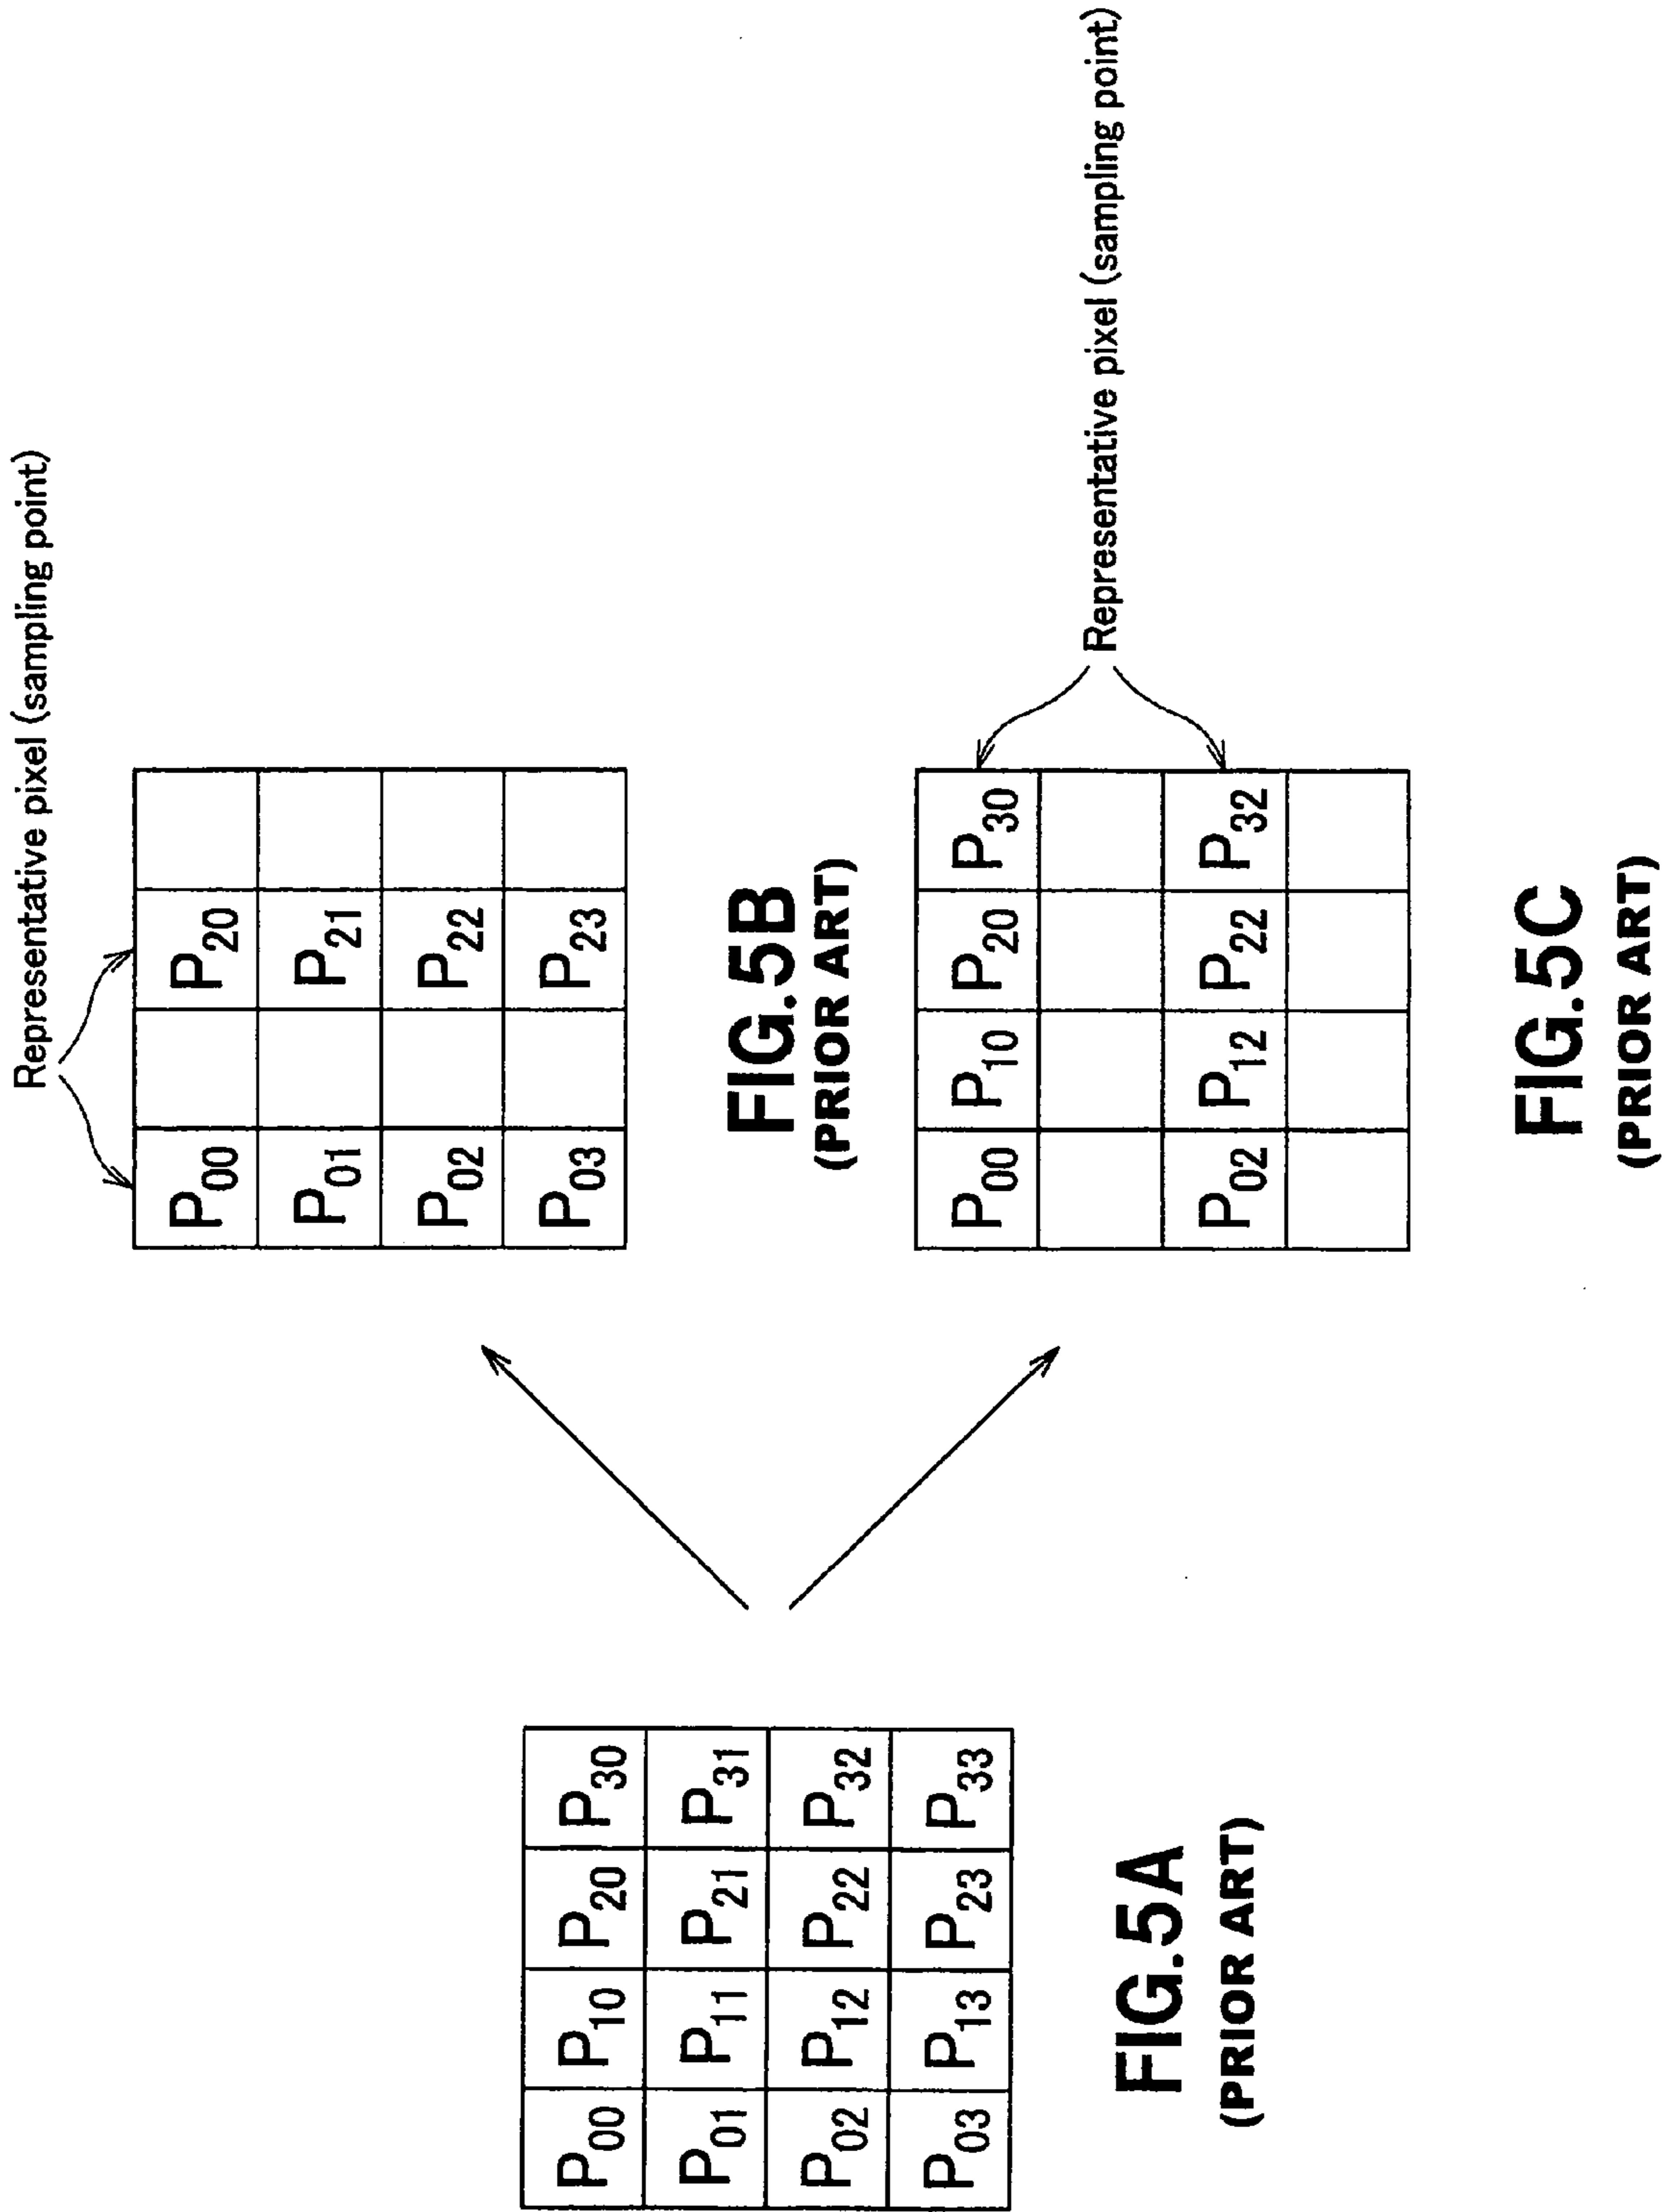 P00 P10 P20 P30
P01 P11 P21 P31
P02 P12 P22 P32
P03 P13 P23 P33
FIG.5A
(PRIOR ART)
Representative pixel (sampling point)
P00 P20
P01 P21
P02 P22
P03 P23
FIG.5B
(PRIOR ART)
P00 P10 P20 P30
P02 P12 P22 P32
Representative pixel (sampling point)
FIG.5C
(PRIOR ART)